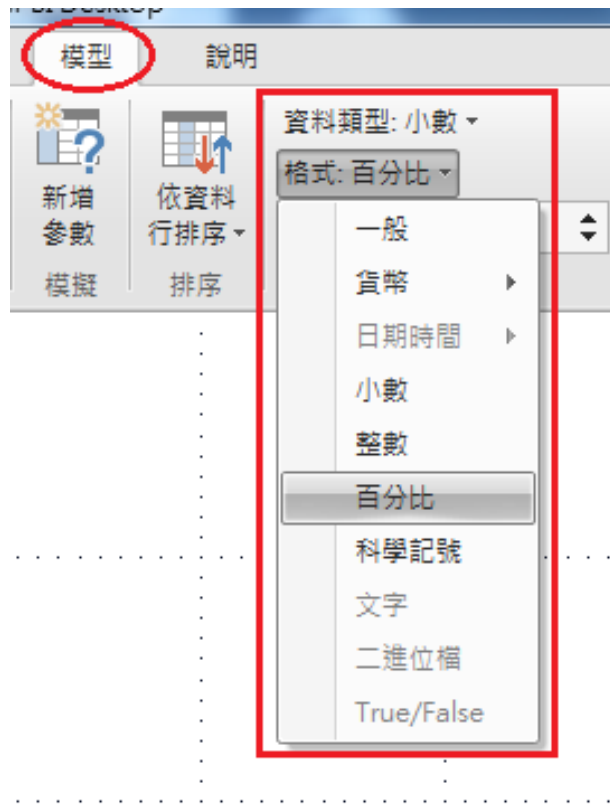 BI Desktop
模型
說明
新增
參數
模擬
依資料
行排序
排序
資料類型: 小數
格式: 百分比
一般
貨幣
日期時間
小數
整數
百分比
科學記號
文字
二進位檔
True/False